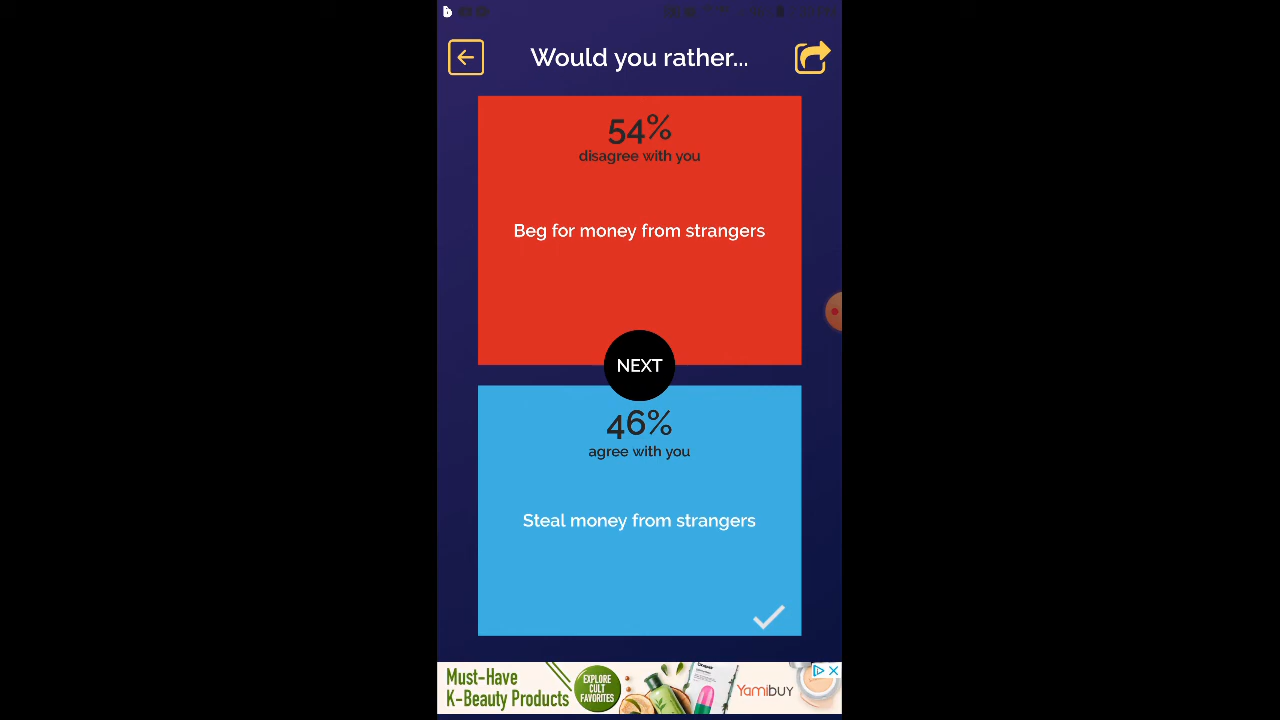 Would you rather...
54%
disagree with you
Beg for money from strangers
NEXT
46%
agree with you
Steal money from strangers
Must-Have
K-Beauty Products
EXPLORE
CULT
FAVORITES
YamiBUY